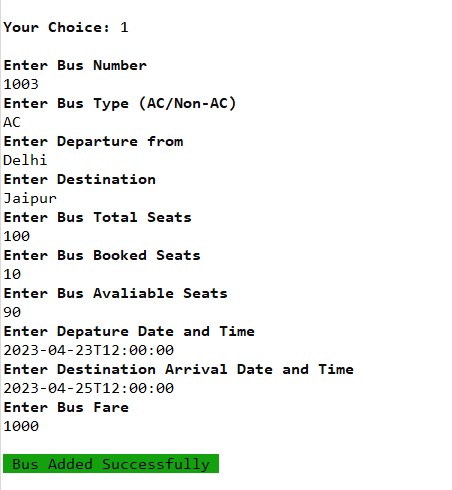 Your Choice: 1
Enter Bus Number
1003
Enter Bus Type (AC/Non-AC)
AC
Enter Departure from
Delhi
Enter Destination
Jaipur
Enter Bus Total Seats
100
Enter Bus Booked Seats
10
Enter Bus Avaliable Seats
90
Enter Depature Date and Time
2023-04-23T12:00:00
Enter Destination Arrival Date and Time
2023-04-25T12:00:00
Enter Bus Fare
1000
Bus Added Successfully